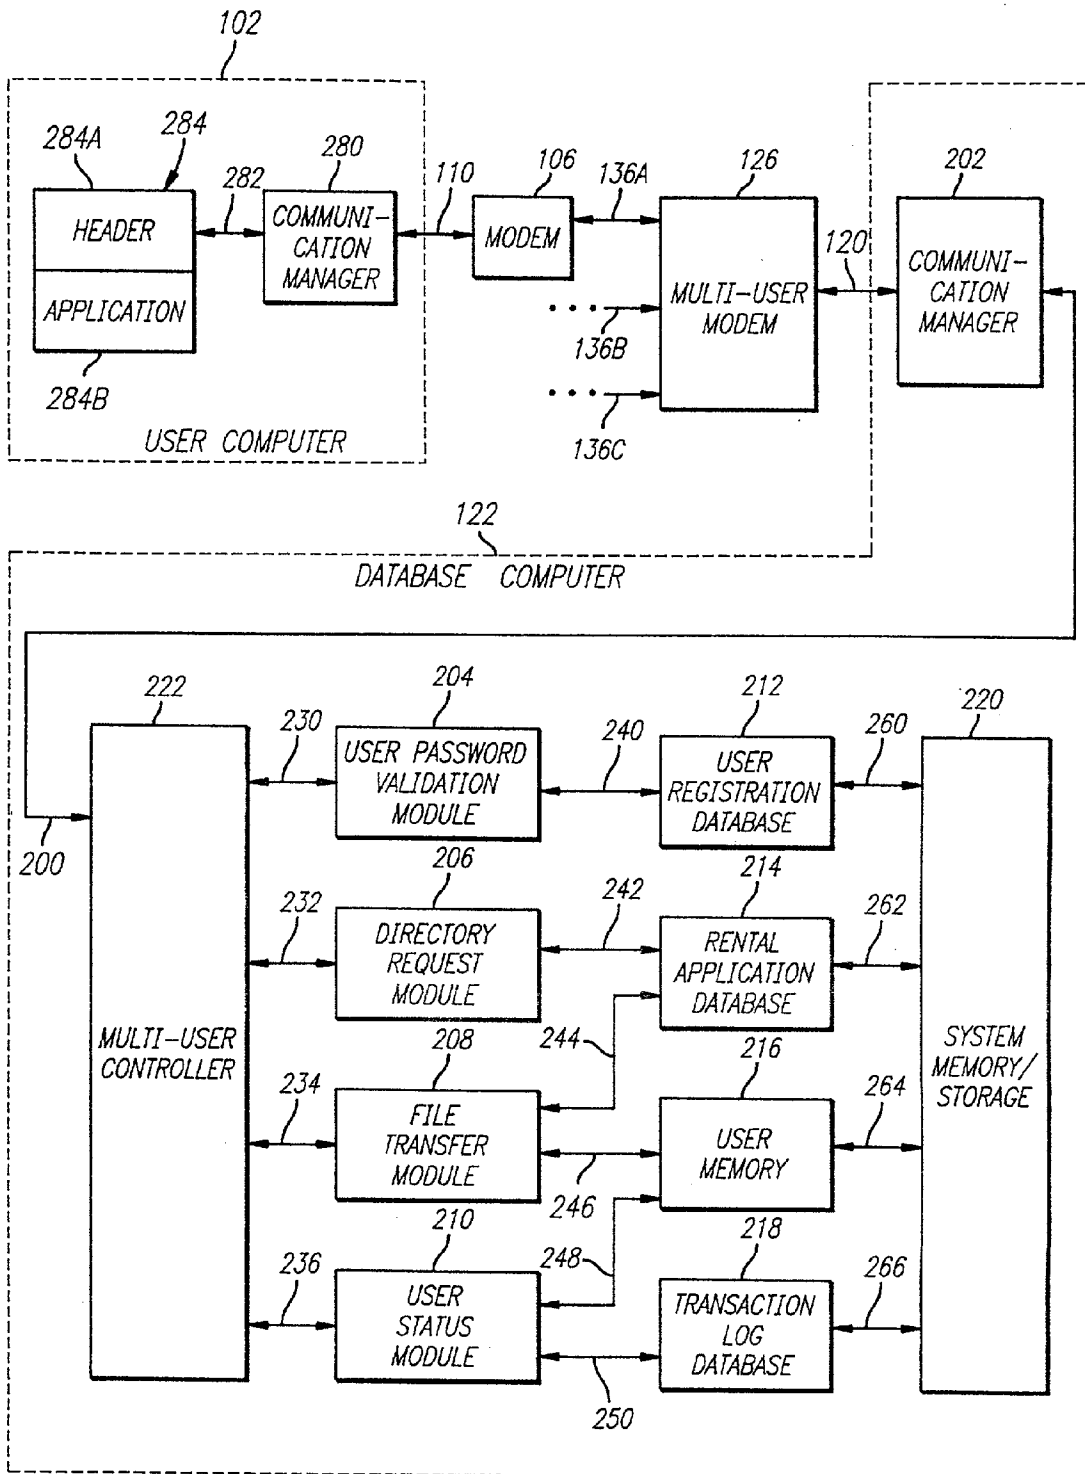 102
284A
284
282
280
110
106
136A
126
202
HEADER
APPLICATION
COMMUNI-
CATION
MANAGER
MODEM
136B
136C
MULTI-USER
MODEM
120
COMMUNI-
CATION
MANAGER
284B
USER COMPUTER
122
DATABASE COMPUTER
222
230
204
240
212
260
220
USER PASSWORD
VALIDATION
MODULE
USER
REGISTRATION
DATABASE
200
206
214
232
242
262
DIRECTORY
REQUEST
MODULE
RENTAL
APPLICATION
DATABASE
MULTI-USER
CONTROLLER
SYSTEM
MEMORY/
STORAGE
208
244
216
234
264
FILE
TRANSFER
MODULE
USER
MEMORY
246
210
248
218
236
266
USER
STATUS
MODULE
TRANSACTION
LOG
DATABASE
250